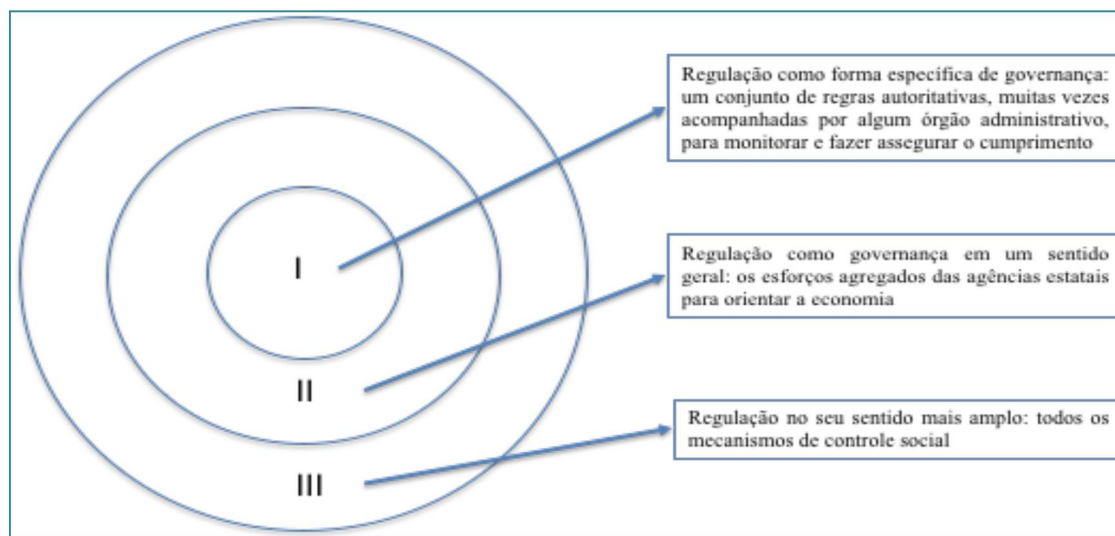 Regulação como forma específica de governança:
um conjunto de regras autoritativas, muitas vezes
acompanhadas por algum órgão administrativo,
para monitorar e fazer assegurar o cumprimento
I
Regulação como governança em um sentido
geral: os esforços agregados das agências estatais
para orientar a economia
II
Regulação no seu sentido mais amplo: todos os
mecanismos de controle social
III